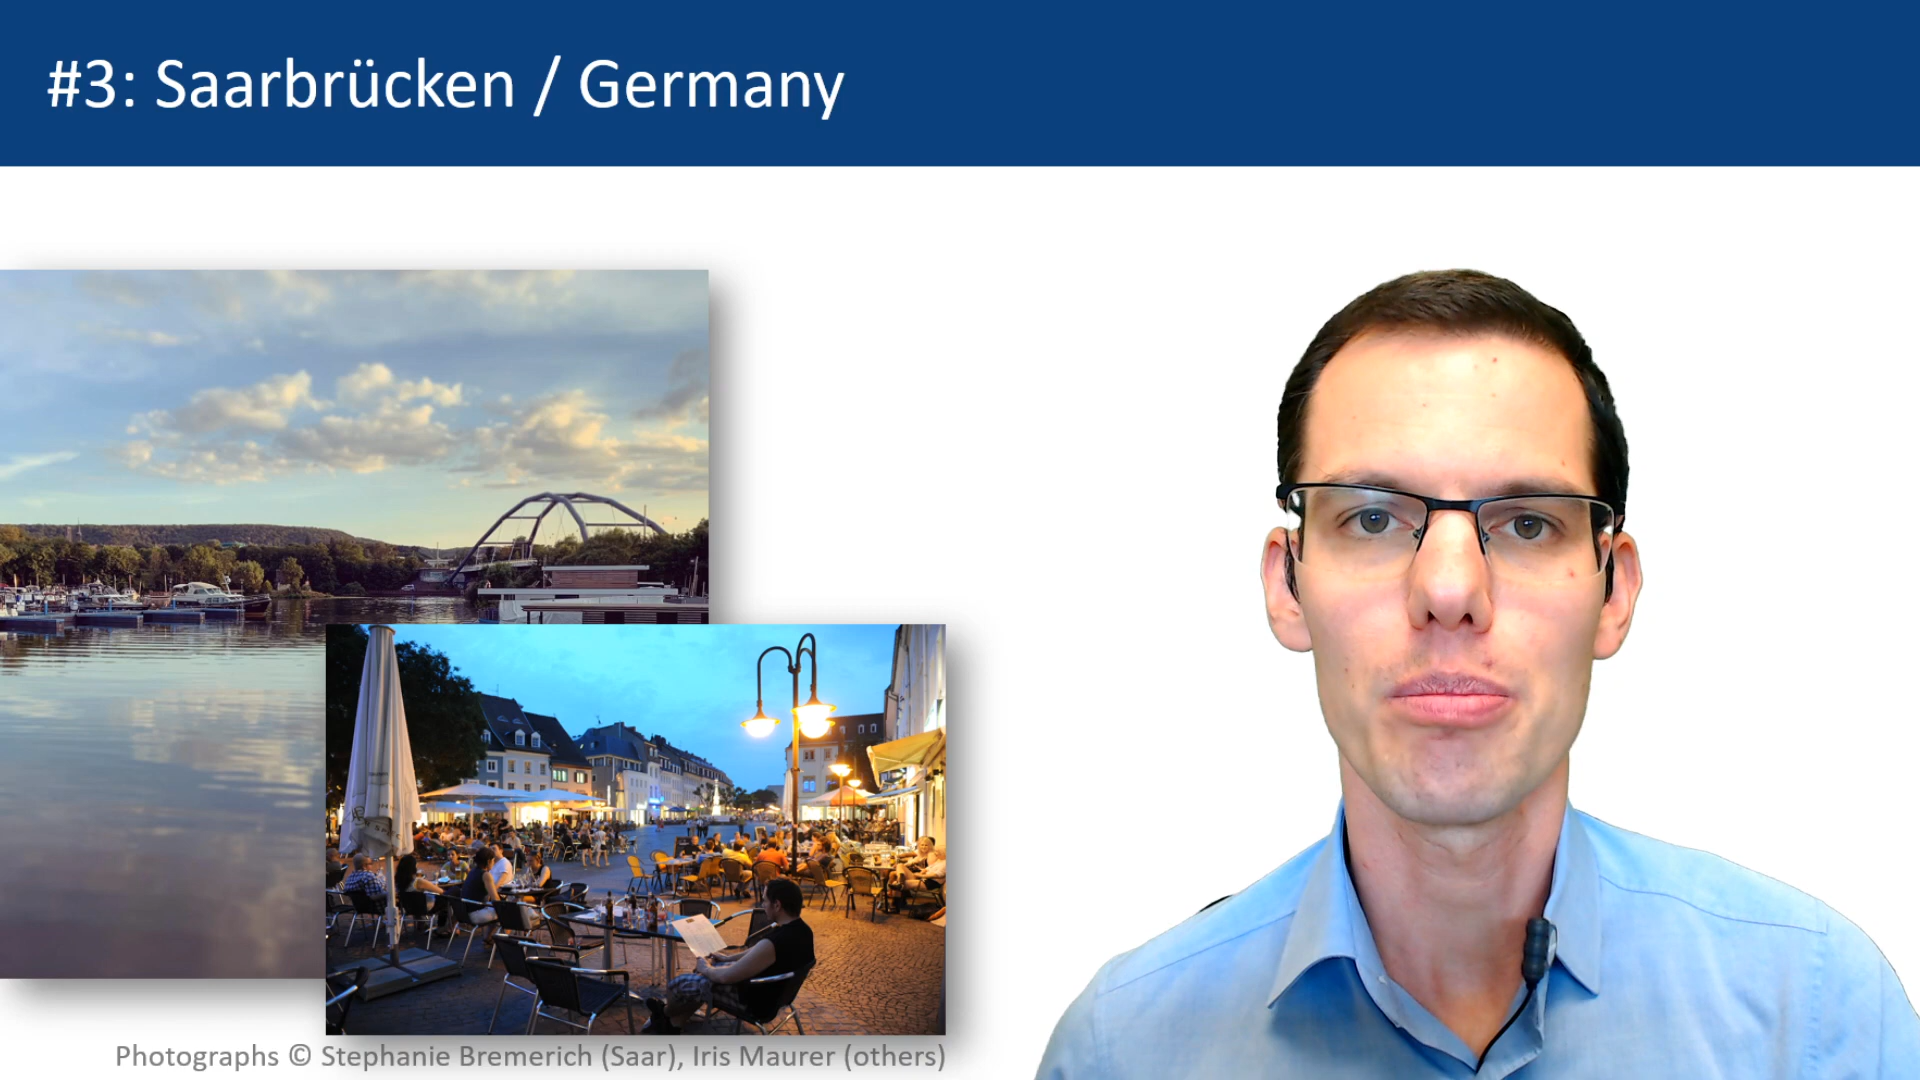 #3: Saarbrücken / Germany
Photographs © Stephanie Bremerich (Saar), Iris Maurer (others)